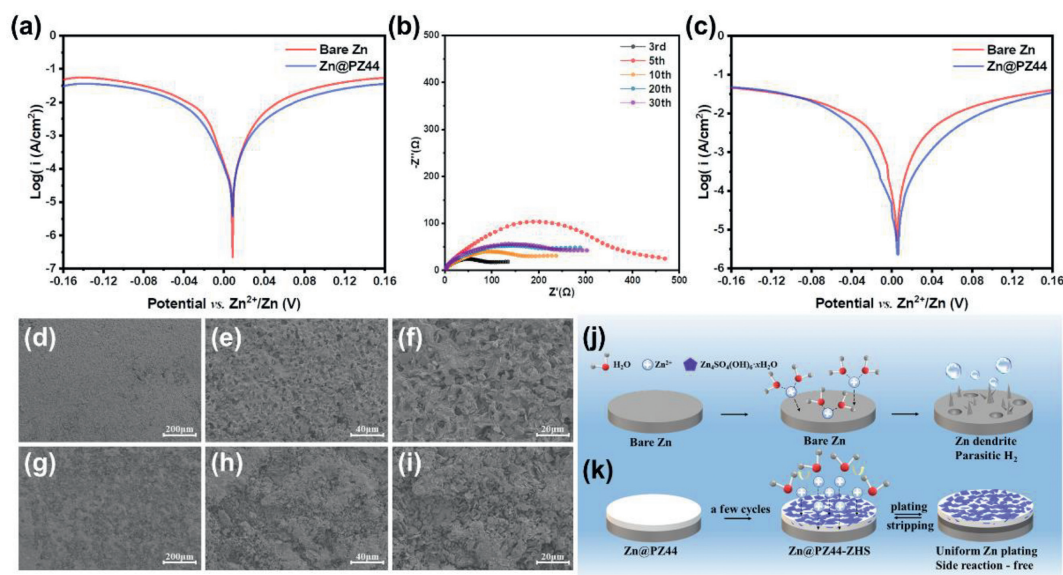 (a)
0
-1
-2
-3
-4
-5
-6
-7
Log( i (A/cm²))
Bare Zn
Zn@PZ44
-0.16 -0.12 -0.08 -0.04 0.00 0.04 0.08 0.12 0.16
Potential vs. Zn²⁺/Zn (V)
(b)
500
400
300
200
100
0
-Z''(Ω)
3rd
5th
10th
20th
30th
0 100 200 300 400 500
Z'(Ω)
(c)
0
-1
-2
-3
-4
-5
-6
Log( i (A/cm²))
Bare Zn
Zn@PZ44
-0.16 -0.12 -0.08 -0.04 0.00 0.04 0.08 0.12 0.16
Potential vs. Zn²⁺/Zn (V)
(d)
200μm
(e)
40μm
(f)
20μm
(g)
200μm
(h)
40μm
(i)
20μm
(j)
H₂O Zn²⁺ Zn₄SO₄(OH)₆·xH₂O
Bare Zn
Bare Zn
Zn dendrite
Parasitic H₂
(k)
a few cycles
plating
stripping
Zn@PZ44
Zn@PZ44-ZHS
Uniform Zn plating
Side reaction - free